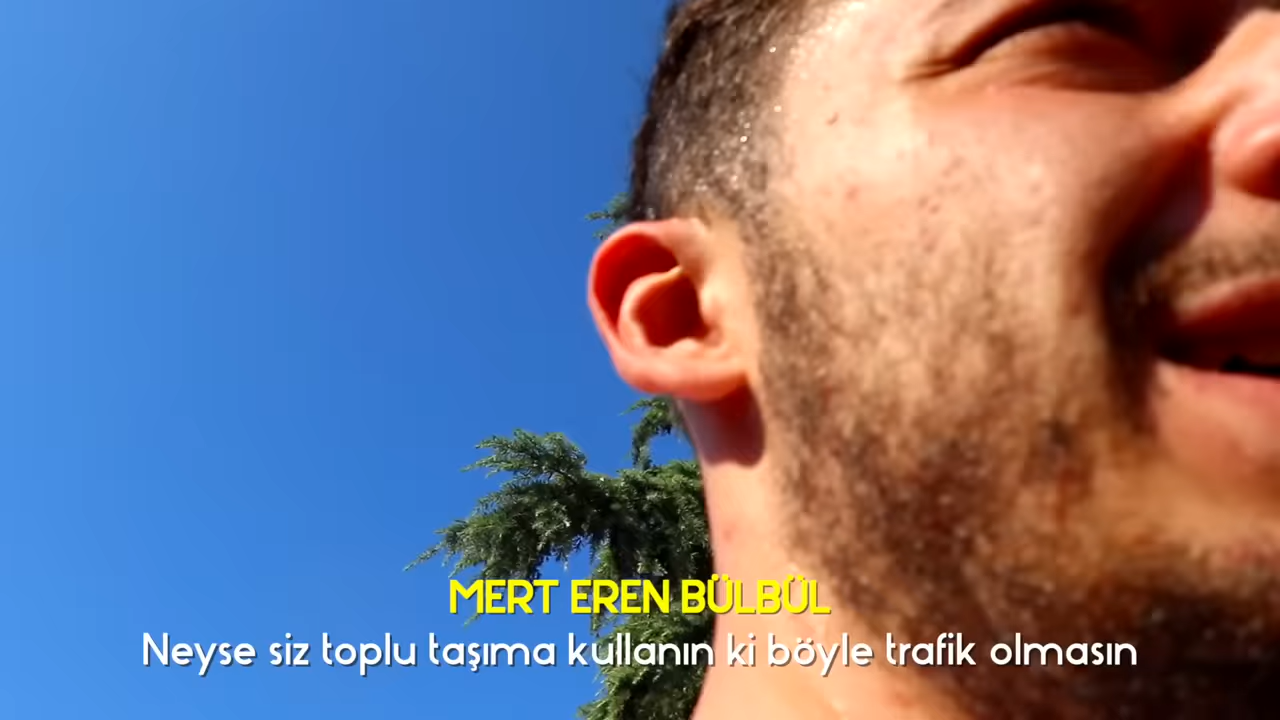 MERT EREN BÜLBÜL
Neyse siz toplu taşıma kullanın ki böyle trafik olmasın